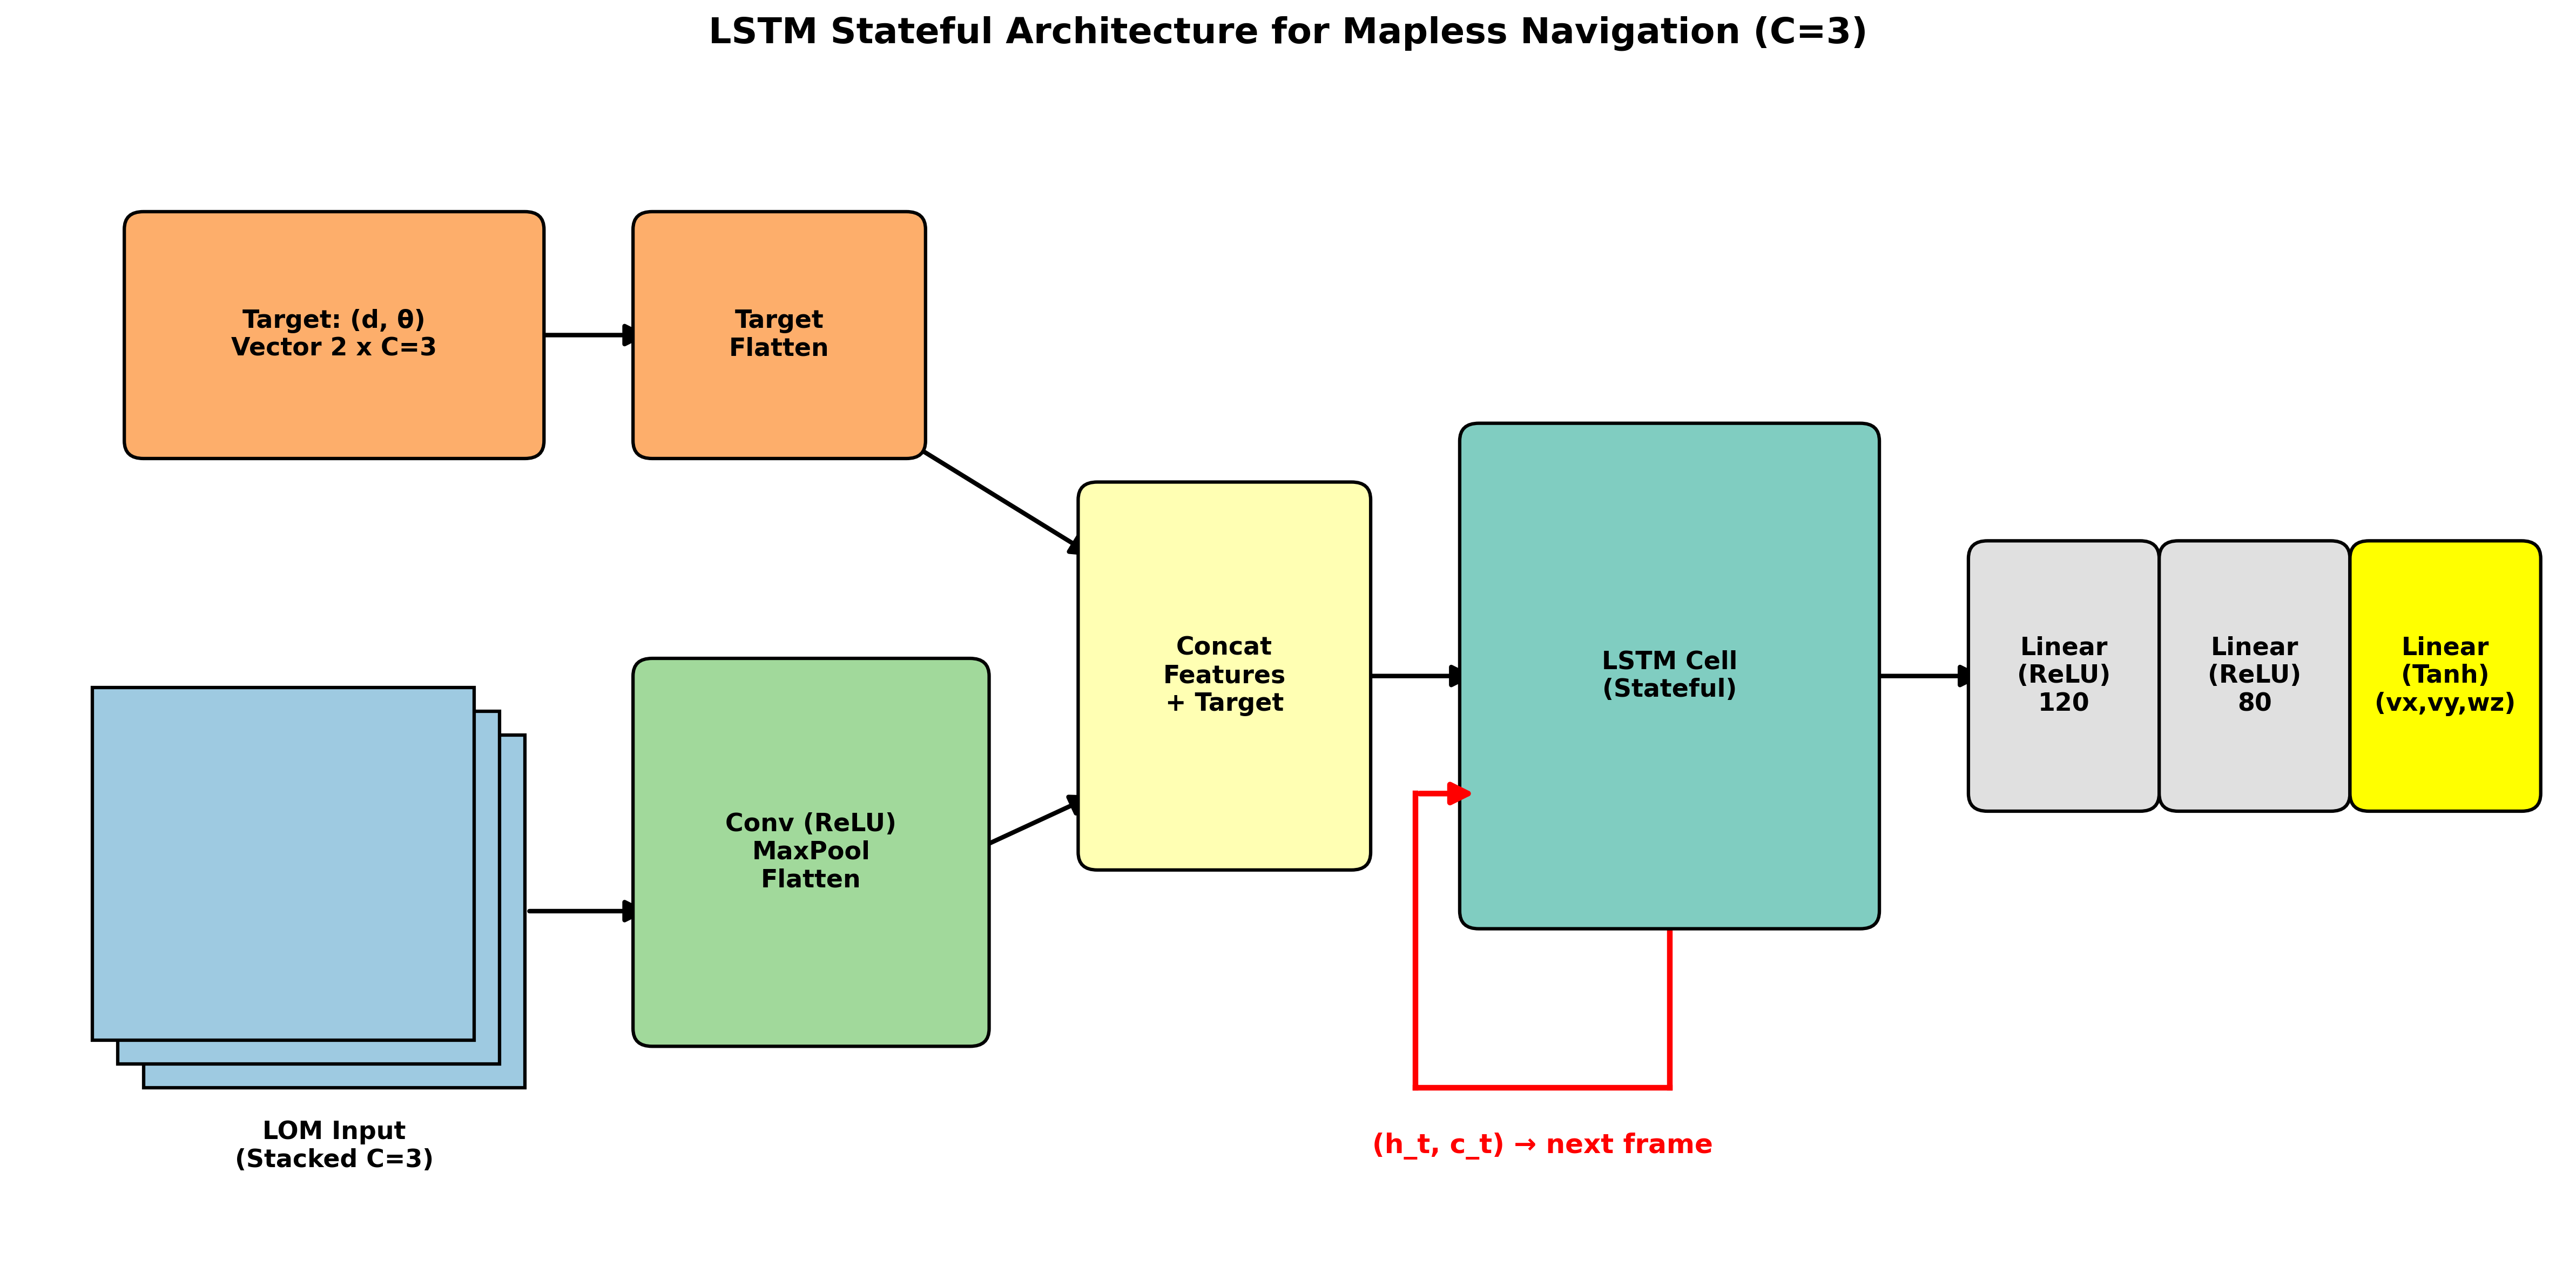 LSTM Stateful Architecture for Mapless Navigation (C=3)
Target: (d, θ)
Vector 2 x C=3
Target
Flatten
Concat
Features
+ Target
LSTM Cell
(Stateful)
Linear
(ReLU)
120
Linear
(ReLU)
80
Linear
(Tanh)
(vx,vy,wz)
Conv (ReLU)
MaxPool
Flatten
LOM Input
(Stacked C=3)
(h_t, c_t) → next frame